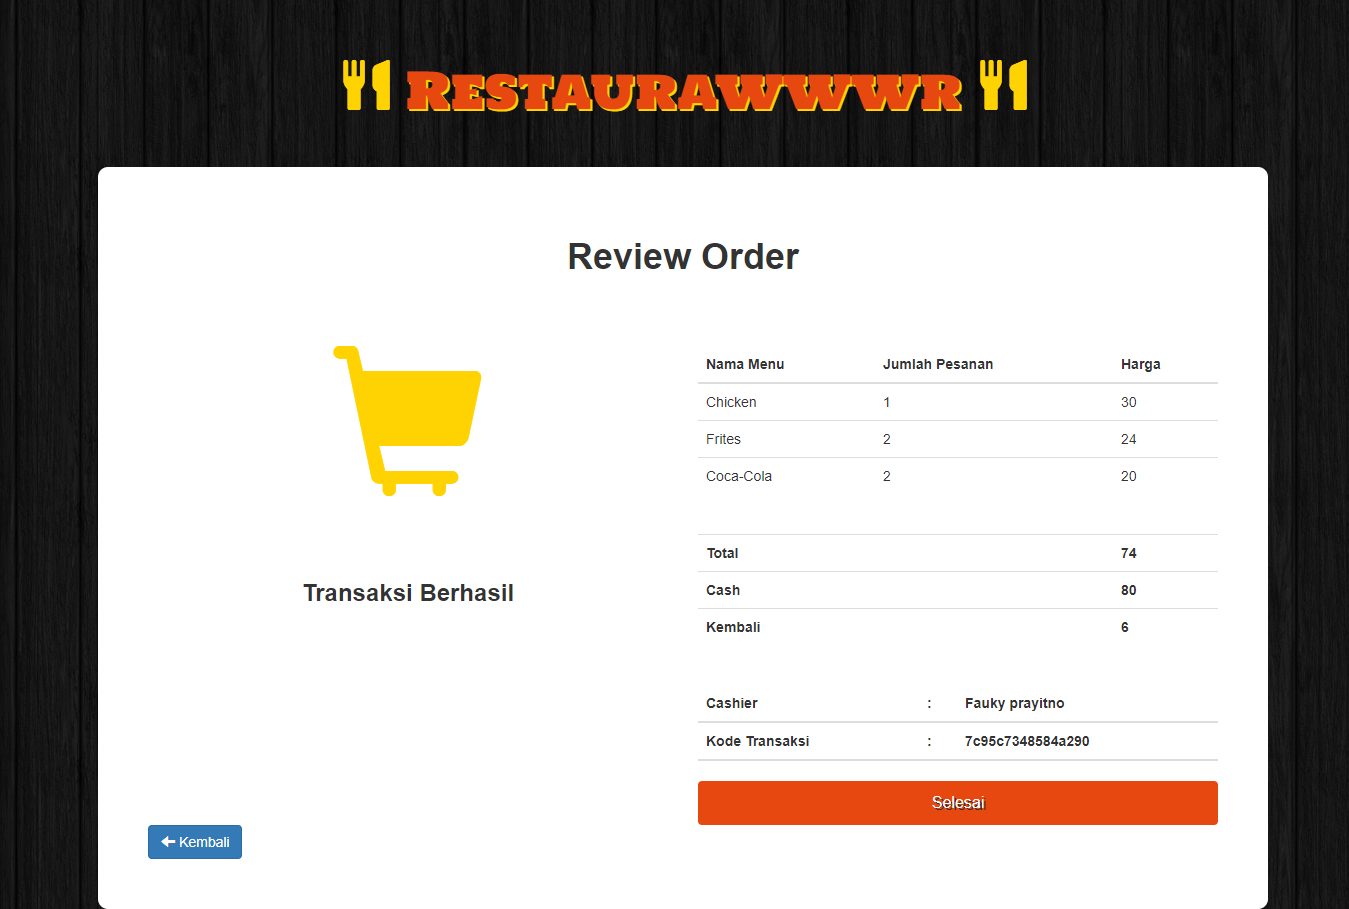 Restaurawwwr
Review Order
Nama Menu Jumlah Pesanan Harga
Chicken 1 30
Frites 2 24
Coca-Cola 2 20
Total 74
Cash 80
Kembali 6
Transaksi Berhasil
Cashier : Fauky prayitno
Kode Transaksi : 7c95c7348584a290
Selesai
Kembali